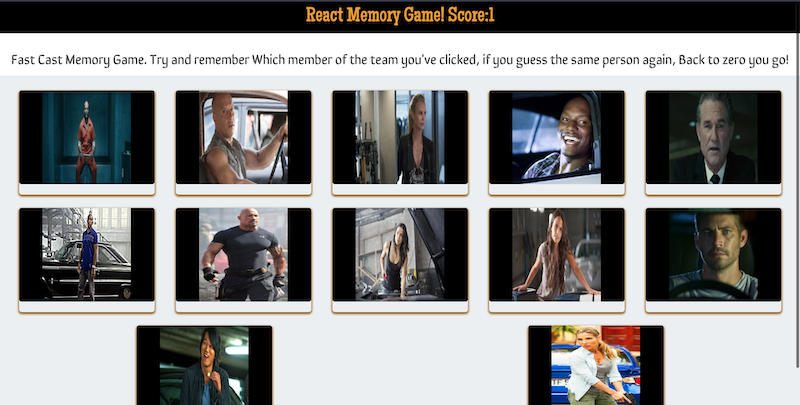 React Memory Game! Score:1
Fast Cast Memory Game. Try and remember Which member of the team you've clicked, if you guess the same person again, Back to zero you go!